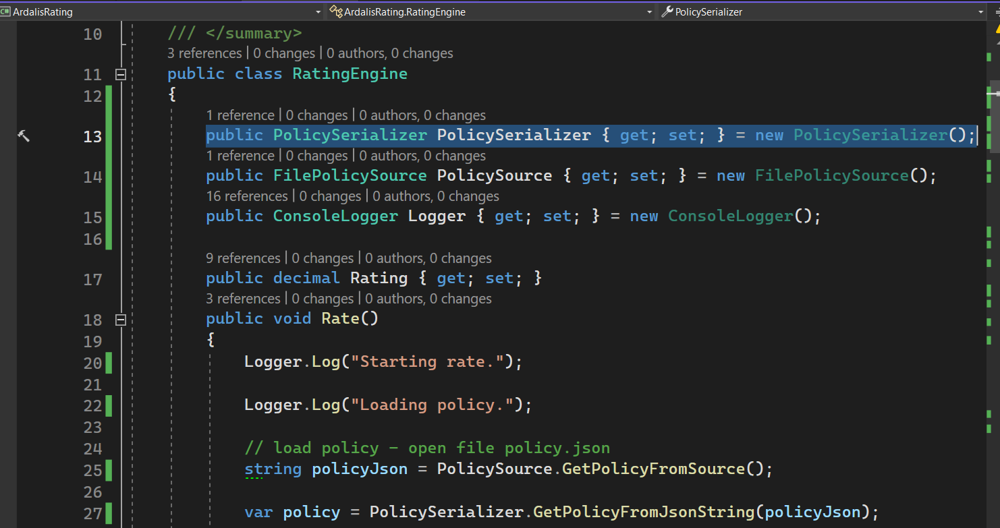 C# ArdalisRating ArdalisRating.RatingEngine PolicySerializer
10 /// </summary>
3 references | 0 changes | 0 authors, 0 changes
11 public class RatingEngine
12 {
1 reference | 0 changes | 0 authors, 0 changes
13 public PolicySerializer PolicySerializer { get; set; } = new PolicySerializer();
1 reference | 0 changes | 0 authors, 0 changes
14 public FilePolicySource PolicySource { get; set; } = new FilePolicySource();
16 references | 0 changes | 0 authors, 0 changes
15 public ConsoleLogger Logger { get; set; } = new ConsoleLogger();
16
9 references | 0 changes | 0 authors, 0 changes
17 public decimal Rating { get; set; }
3 references | 0 changes | 0 authors, 0 changes
18 public void Rate()
19 {
20 Logger.Log("Starting rate.");
21
22 Logger.Log("Loading policy.");
23
24 // load policy - open file policy.json
25 string policyJson = PolicySource.GetPolicyFromSource();
26
27 var policy = PolicySerializer.GetPolicyFromJsonString(policyJson);